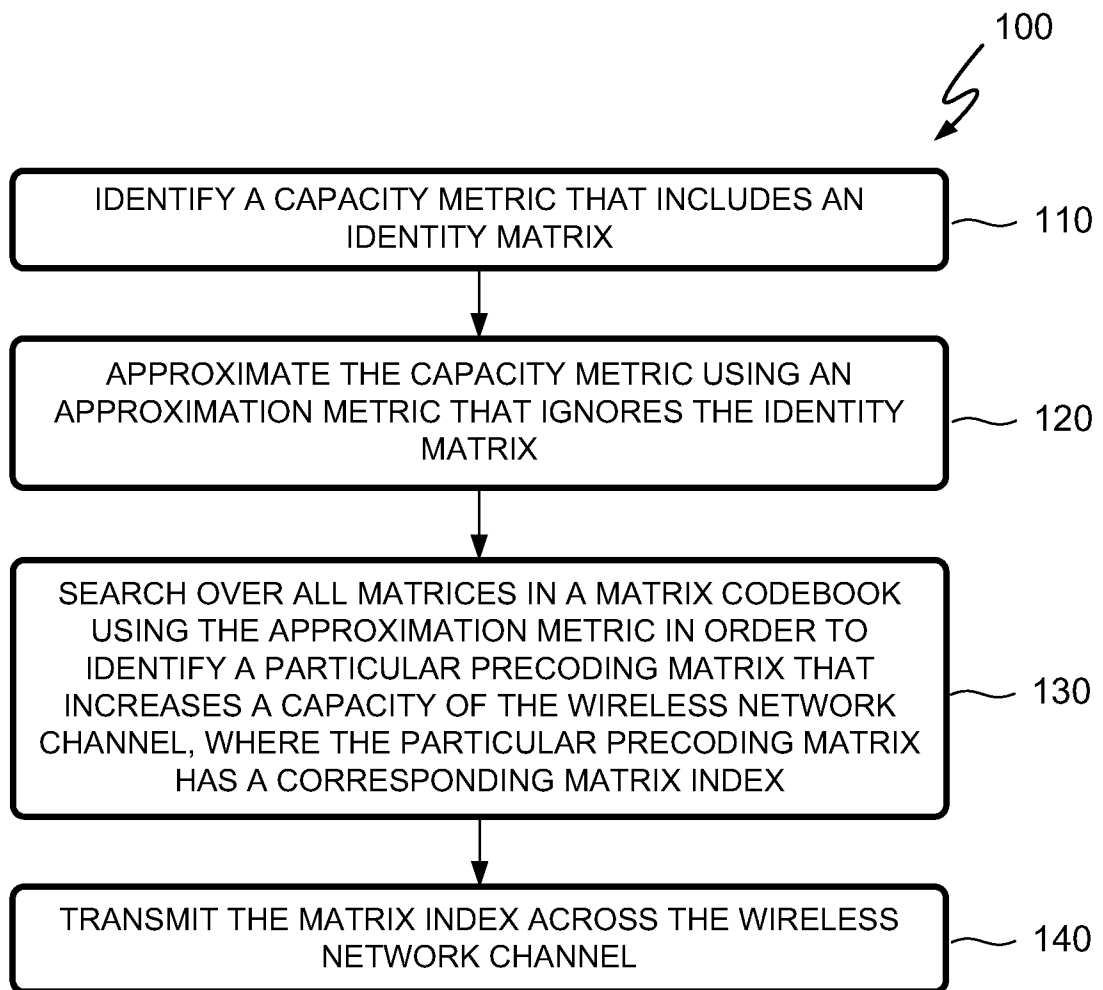 100
IDENTIFY A CAPACITY METRIC THAT INCLUDES AN
IDENTITY MATRIX
110
APPROXIMATE THE CAPACITY METRIC USING AN
APPROXIMATION METRIC THAT IGNORES THE IDENTITY
MATRIX
120
SEARCH OVER ALL MATRICES IN A MATRIX CODEBOOK
USING THE APPROXIMATION METRIC IN ORDER TO
IDENTIFY A PARTICULAR PRECODING MATRIX THAT
INCREASES A CAPACITY OF THE WIRELESS NETWORK
CHANNEL, WHERE THE PARTICULAR PRECODING MATRIX
HAS A CORRESPONDING MATRIX INDEX
130
TRANSMIT THE MATRIX INDEX ACROSS THE WIRELESS
NETWORK CHANNEL
140